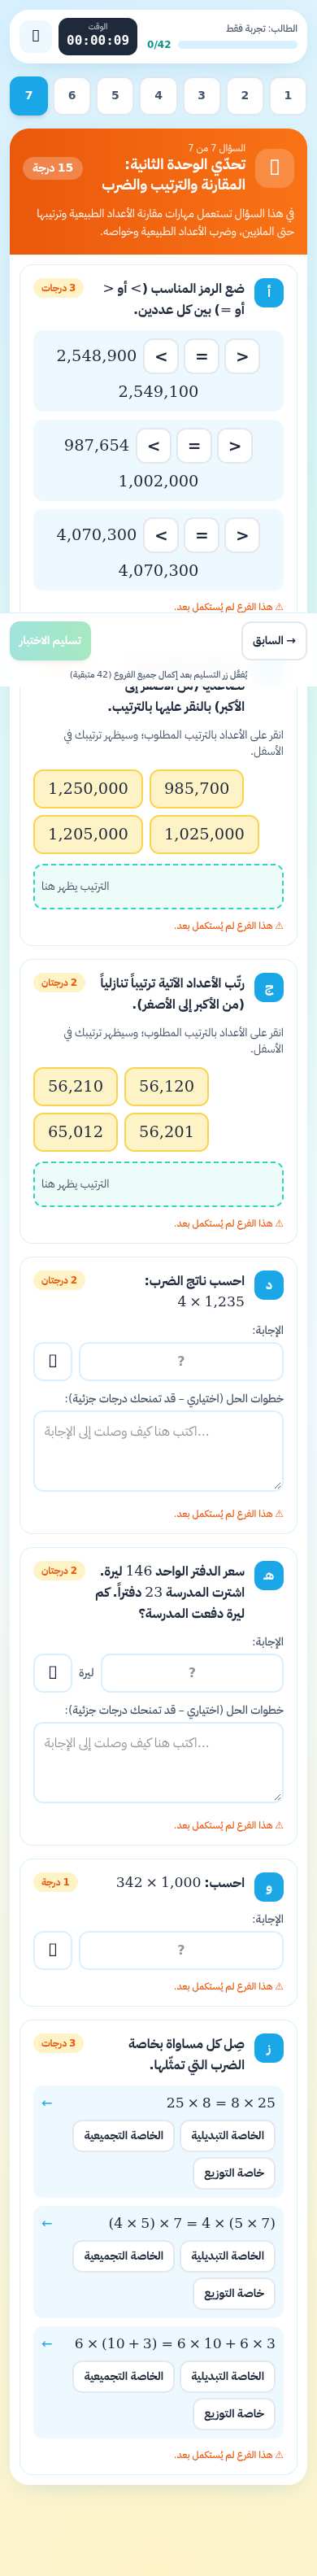 الطالب: تجربة فقط
0/42
الوقت
00:00:09
1 2 3 4 5 6 7
السؤال 7 من 7
تحدّي الوحدة الثانية: المقارنة والترتيب والضرب
15 درجة
في هذا السؤال تستعمل مهارات مقارنة الأعداد الطبيعية وترتيبها
حتى الملايين، وضرب الأعداد الطبيعية وخواصه.
أ
ضع الرمز المناسب (> أو <
أو =) بين كل عددين.
3 درجات
2,548,900 > = <
2,549,100
987,654 > = <
1,002,000
4,070,300 > = <
4,070,300
⚠ هذا الفرع لم يُستكمل بعد.
→ السابق
تسليم الاختبار
يُفعَّل زر التسليم بعد إكمال جميع الفروع (42 متبقية)
الأكبر) بالنقر عليها بالترتيب.
انقر على الأعداد بالترتيب المطلوب؛ وسيظهر ترتيبك في
الأسفل.
985,700 1,250,000
1,025,000 1,205,000
الترتيب يظهر هنا
⚠ هذا الفرع لم يُستكمل بعد.
ج
رتّب الأعداد الآتية ترتيباً تنازلياً
(من الأكبر إلى الأصغر).
2 درجتان
انقر على الأعداد بالترتيب المطلوب؛ وسيظهر ترتيبك في
الأسفل.
56,120 56,210
56,201 65,012
الترتيب يظهر هنا
⚠ هذا الفرع لم يُستكمل بعد.
د
احسب ناتج الضرب:
4 × 1,235
2 درجتان
الإجابة:
?
خطوات الحل (اختياري – قد تمنحك درجات جزئية):
اكتب هنا كيف وصلت إلى الإجابة...
⚠ هذا الفرع لم يُستكمل بعد.
هـ
سعر الدفتر الواحد 146 ليرة.
اشترت المدرسة 23 دفتراً. كم
ليرة دفعت المدرسة؟
2 درجتان
الإجابة:
? ليرة
خطوات الحل (اختياري – قد تمنحك درجات جزئية):
اكتب هنا كيف وصلت إلى الإجابة...
⚠ هذا الفرع لم يُستكمل بعد.
و
احسب: 342 × 1,000
1 درجة
الإجابة:
?
⚠ هذا الفرع لم يُستكمل بعد.
ز
صِل كل مساواة بخاصة
الضرب التي تمثّلها.
3 درجات
25 × 8 = 8 × 25 ←
الخاصة التبديلية الخاصة التجميعية
خاصة التوزيع
(4 × 5) × 7 = 4 × (5 × 7) ←
الخاصة التبديلية الخاصة التجميعية
خاصة التوزيع
6 × (10 + 3) = 6 × 10 + 6 × 3 ←
الخاصة التبديلية الخاصة التجميعية
خاصة التوزيع
⚠ هذا الفرع لم يُستكمل بعد.